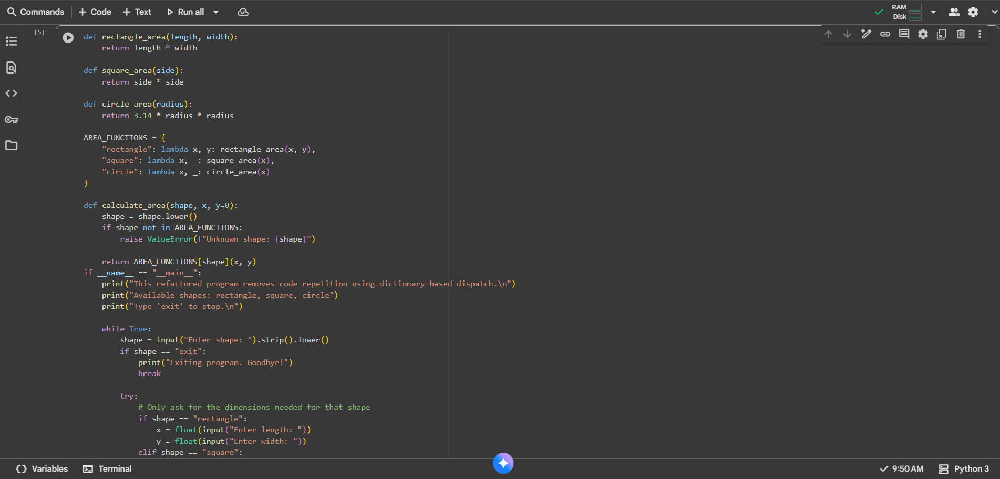 Commands + Code + Text Run all
RAM
Disk
[5]
def rectangle_area(length, width):
    return length * width
def square_area(side):
    return side * side
def circle_area(radius):
    return 3.14 * radius * radius
AREA_FUNCTIONS = {
    "rectangle": lambda x, y: rectangle_area(x, y),
    "square": lambda x, _: square_area(x),
    "circle": lambda x, _: circle_area(x)
}
def calculate_area(shape, x, y=0):
    shape = shape.lower()
    if shape not in AREA_FUNCTIONS:
        raise ValueError(f"Unknown shape: {shape}")
    return AREA_FUNCTIONS[shape](x, y)
if __name__ == "__main__":
    print("This refactored program removes code repetition using dictionary-based dispatch.\n")
    print("Available shapes: rectangle, square, circle")
    print("Type 'exit' to stop.\n")
    while True:
        shape = input("Enter shape: ").strip().lower()
        if shape == "exit":
            print("Exiting program. Goodbye!")
            break
        try:
            # Only ask for the dimensions needed for that shape
            if shape == "rectangle":
                x = float(input("Enter length: "))
                y = float(input("Enter width: "))
            elif shape == "square":
{} Variables Terminal 9:50 AM Python 3